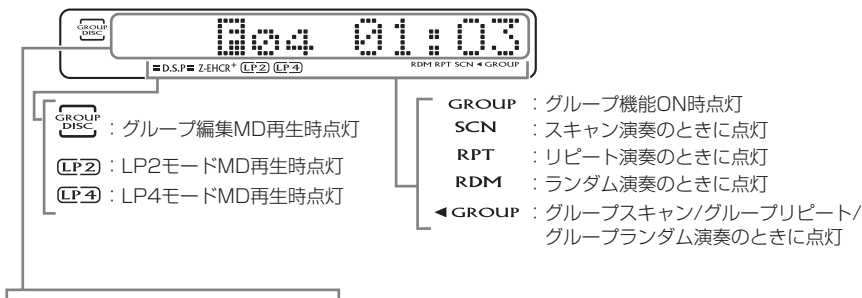 GROUP DISC 04 01:03
D.S.P Z-EHCR+ LP2 LP4 RDM RPT SCN ◄ GROUP
GROUP DISC：グループ編集MD再生時点灯
LP2：LP2モードMD再生時点灯
LP4：LP4モードMD再生時点灯
GROUP：グループ機能ON時点灯
SCN：スキャン演奏のときに点灯
RPT：リピート演奏のときに点灯
RDM：ランダム演奏のときに点灯
◄GROUP：グループスキャン/グループリピート/
グループランダム演奏のときに点灯